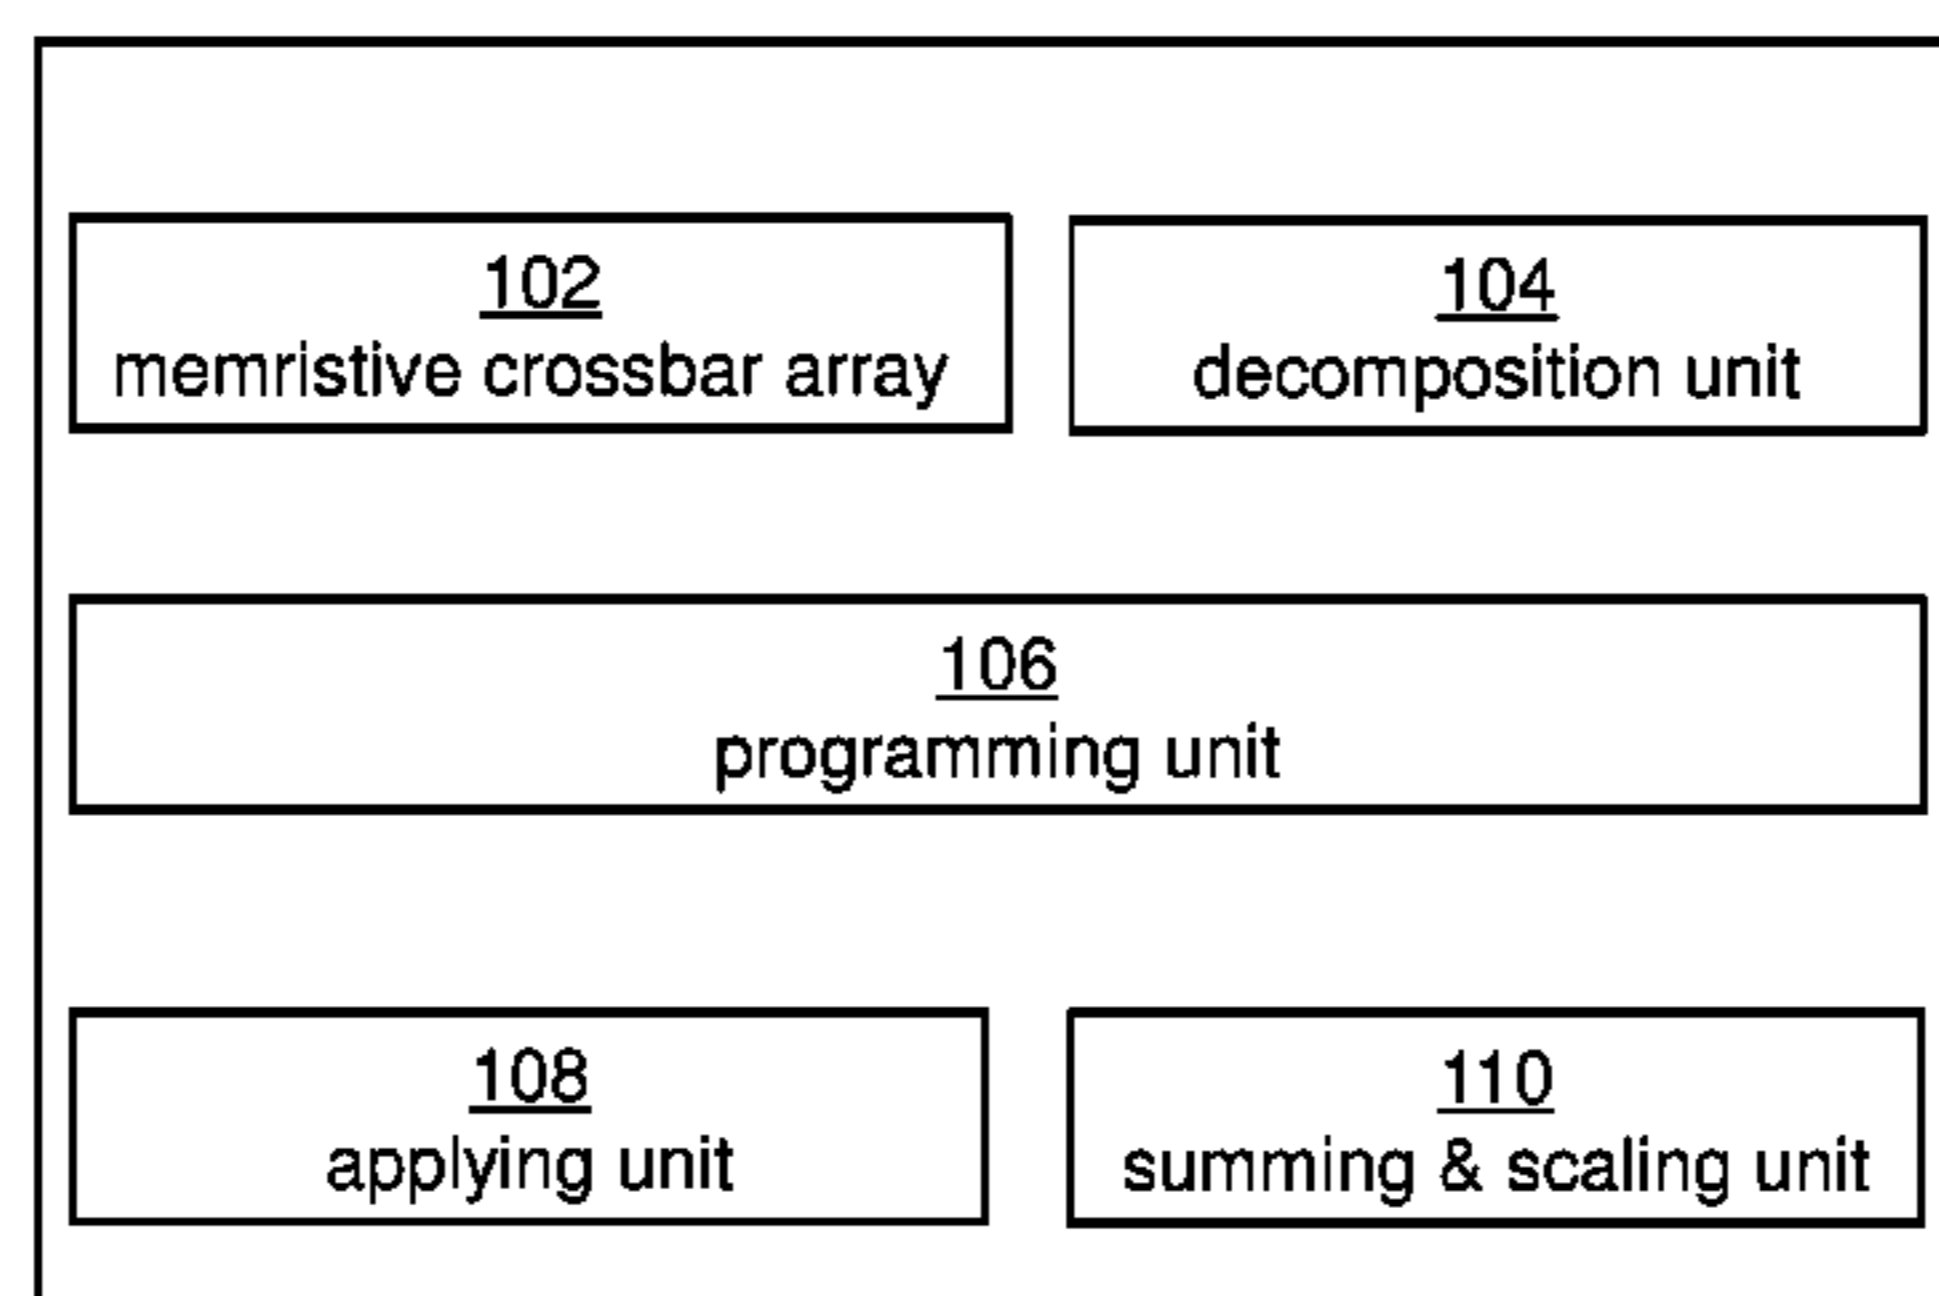 102
memristive crossbar array
104
decomposition unit
106
programming unit
108
applying unit
110
summing & scaling unit